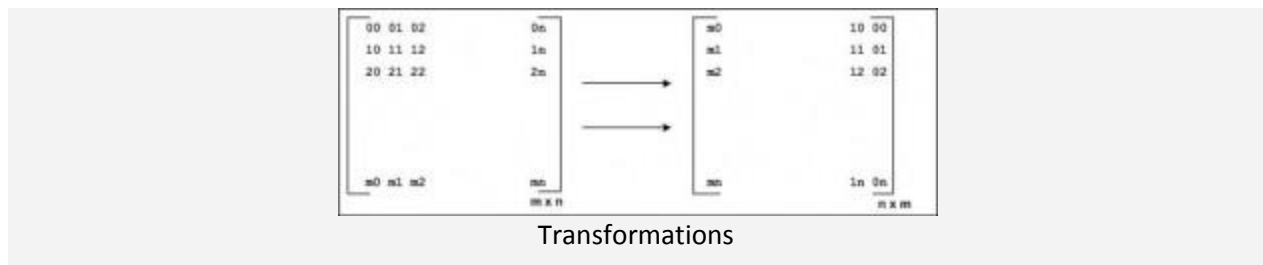 00 01 02 0n m0 10 00
10 11 12 1n m1 11 01
20 21 22 2n m2 12 02
m0 m1 m2 mn mn 1n 0n
m x n n x m
Transformations